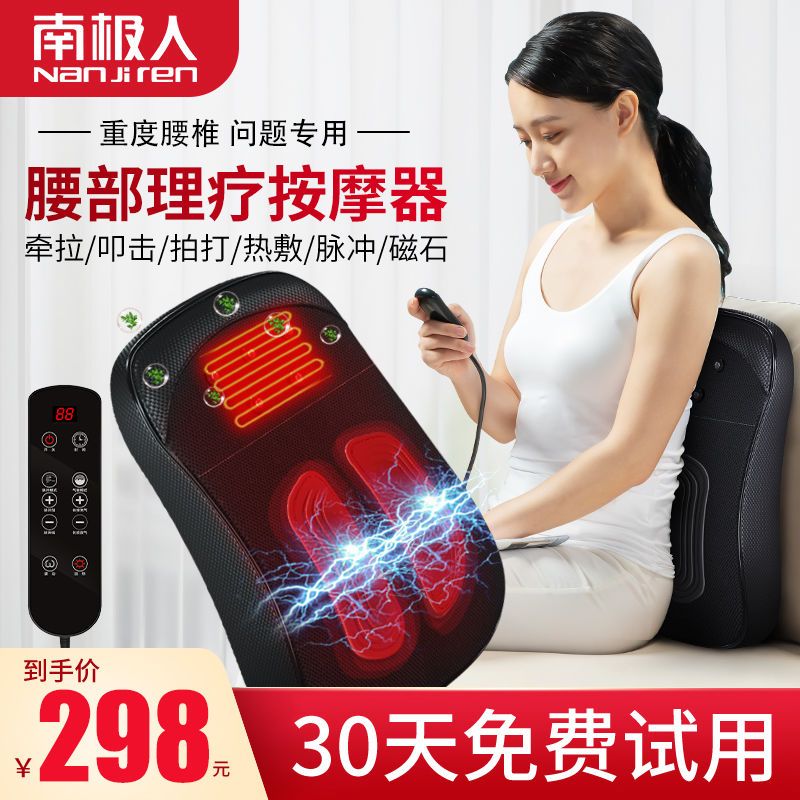 南极人
NanJiren
重度腰椎 问题专用
腰部理疗按摩器
牵拉/叩击/拍打/热敷/脉冲/磁石
88
到手价
¥298元
30天免费试用